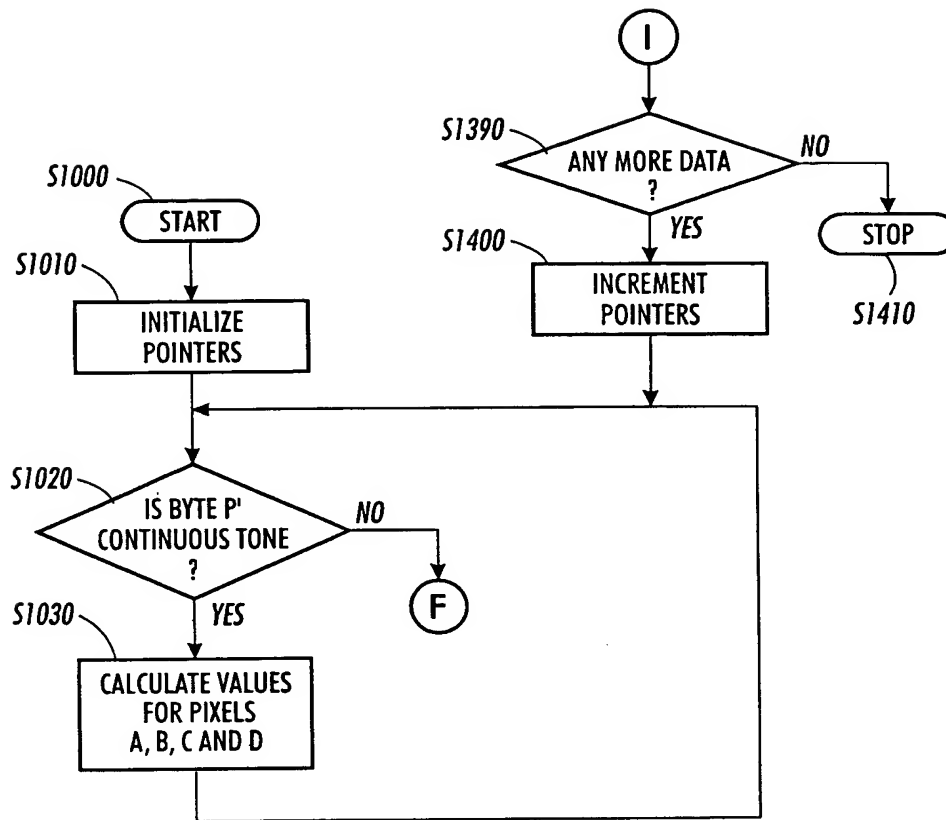 I
S1390
ANY MORE DATA
?
NO
YES
STOP
S1410
S1400
INCREMENT
POINTERS
S1000
START
S1010
INITIALIZE
POINTERS
S1020
IS BYTE P'
CONTINUOUS TONE
?
NO
F
YES
S1030
CALCULATE VALUES
FOR PIXELS
A, B, C AND D